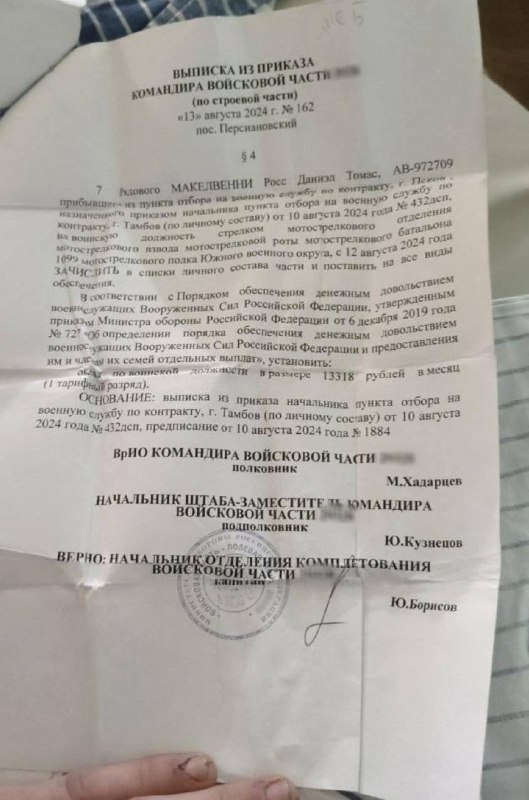 ВЫПИСКА ИЗ ПРИКАЗА
КОМАНДИРА ВОЙСКОВОЙ ЧАСТИ
(по строевой части)
«13» августа 2024 г. № 162
пос. Персиановский
§ 4
7 Рядового МАКЕЛВЕННИ Росс Даниэл Томас, АВ-972709
прибывшего из пункта отбора на военную службу по контракту, г.
назначенного приказом начальника пункта отбора на военную службу по
контракту, г. Тамбов (по личному составу) от 10 августа 2024 года № 432дсп,
на воинскую должность стрелком мотострелкового отделения
мотострелкового взвода мотострелковой роты мотострелкового батальона
1099 мотострелкового полка Южного военного округа, с 12 августа 2024 года
ЗАЧИСЛИТЬ в списки личного состава части и поставить на все виды
обеспечения.
В соответствии с Порядком обеспечения денежным довольствием
военнослужащих Вооруженных Сил Российской Федерации, утвержденным
приказом Министра обороны Российской Федерации от 6 декабря 2019 года
№ 727 «Об определении порядка обеспечения денежным довольствием
военнослужащих Вооруженных Сил Российской Федерации и предоставления
им и членам их семей отдельных выплат», установить:
оклад по воинской должности в размере 13318 рублей в месяц
(1 тарифный разряд).
ОСНОВАНИЕ: выписка из приказа начальника пункта отбора на
военную службу по контракту, г. Тамбов (по личному составу) от 10 августа
2024 года № 432дсп, предписание от 10 августа 2024 года № 1884
ВрИО КОМАНДИРА ВОЙСКОВОЙ ЧАСТИ
полковник
М.Хадарцев
НАЧАЛЬНИК ШТАБА-ЗАМЕСТИТЕЛЬ КОМАНДИРА
ВОЙСКОВОЙ ЧАСТИ
подполковник
Ю.Кузнецов
ВЕРНО: НАЧАЛЬНИК ОТДЕЛЕНИЯ КОМПЛЕТОВАНИЯ
ВОЙСКОВОЙ ЧАСТИ
капитан
Ю.Борисов